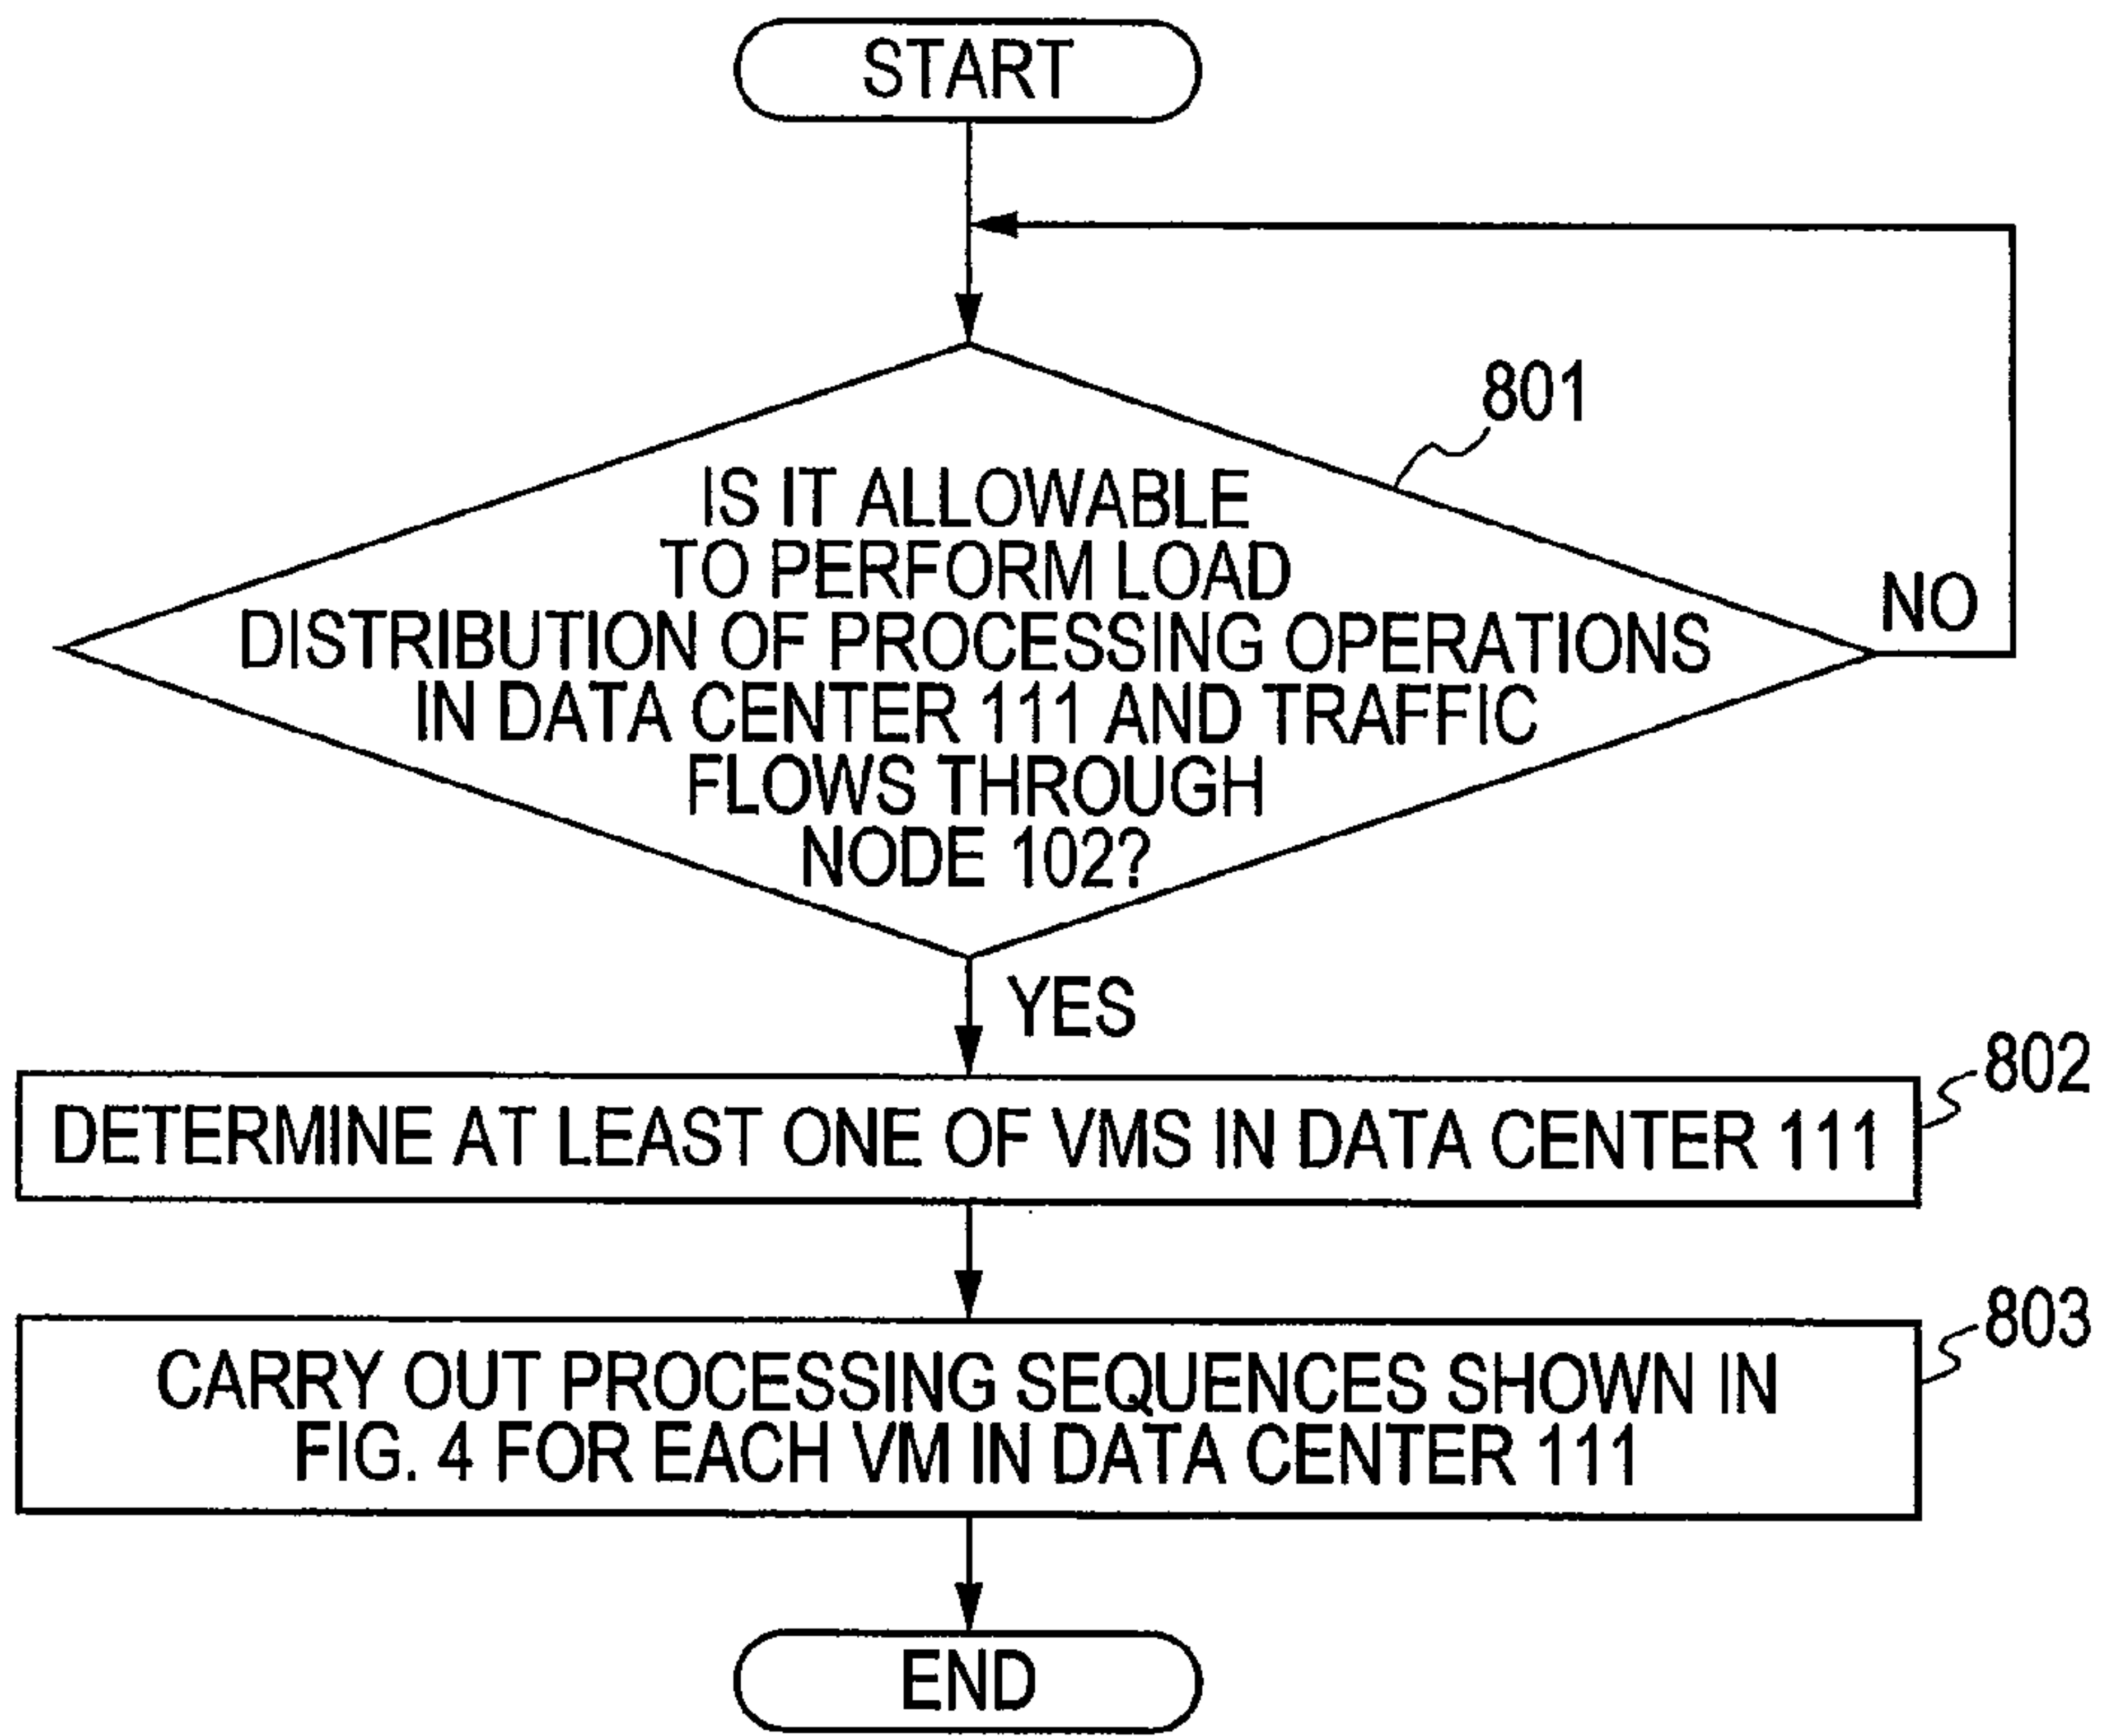 START
801
IS IT ALLOWABLE
TO PERFORM LOAD
DISTRIBUTION OF PROCESSING OPERATIONS
IN DATA CENTER 111 AND TRAFFIC
FLOWS THROUGH
NODE 102?
NO
YES
802
DETERMINE AT LEAST ONE OF VMS IN DATA CENTER 111
803
CARRY OUT PROCESSING SEQUENCES SHOWN IN
FIG. 4 FOR EACH VM IN DATA CENTER 111
END